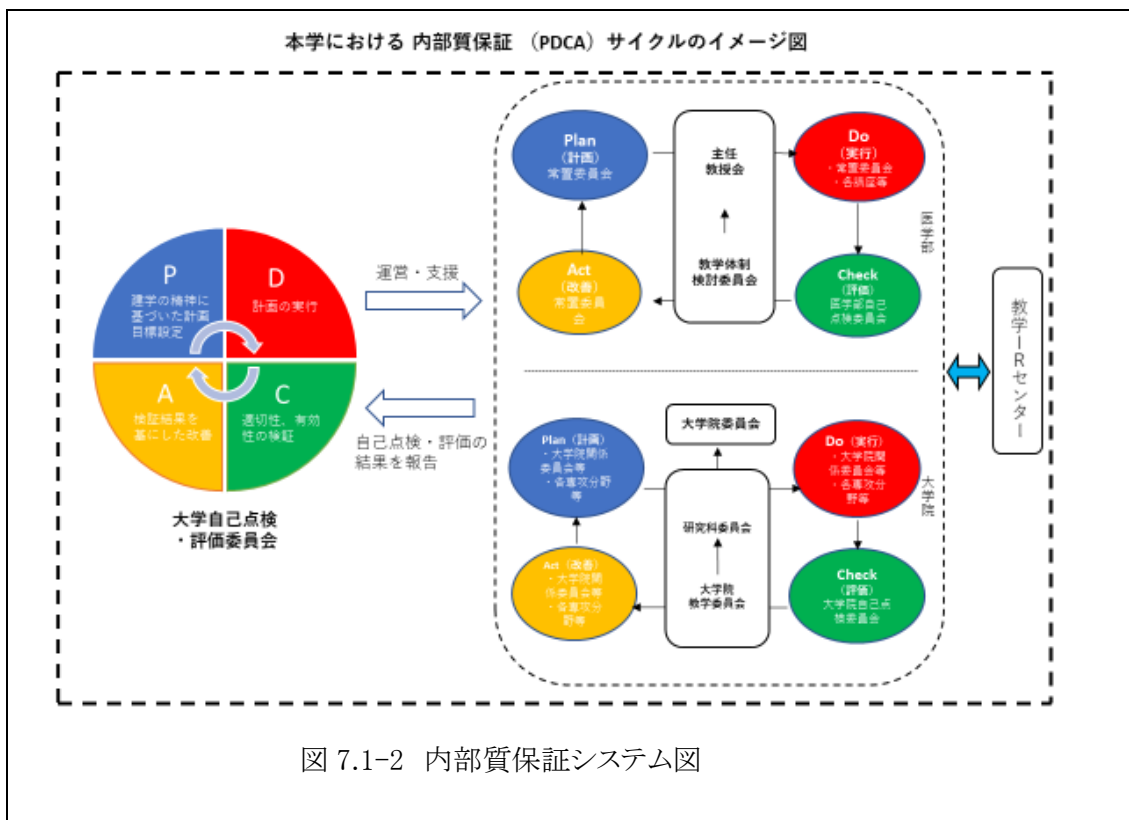 本学における 内部質保証 （PDCA）サイクルのイメージ図
P
建学の精神に
基づいた計画
目標設定
D
計画の実行
A
検証結果を
基にした改善
C
適切性、有効
性の検証
大学自己点検
・評価委員会
運営・支援
自己点検・評価の
結果を報告
Plan
（計画）
常置委員会
主任
教授会
教学体制
検討委員会
Do
（実行）
・常置委員会
・各講座等
Act
（改善）
常置委員
会
Check
（評価）
医学部自己
点検委員会
医学部
大学院委員会
Plan（計画）
・大学院関係
委員会等
・各専攻分野
等
研究科委員会
大学院
教学委員会
Do（実行）
・大学院関
係委員会等
・各専攻分
野等
Act（改善）
・大学院関
係委員会等
・各専攻分
野等
Check
（評価）
大学院自己点
検委員会
大学院
教学IRセンター
図 7.1-2 内部質保証システム図